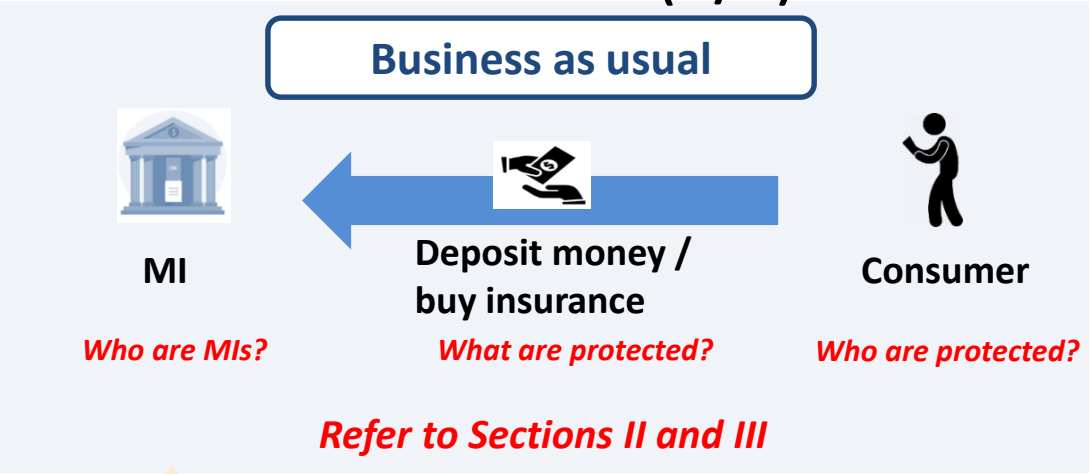 Business as usual
MI
Deposit money /
buy insurance
Consumer
Who are MIs?
What are protected?
Who are protected?
Refer to Sections II and III